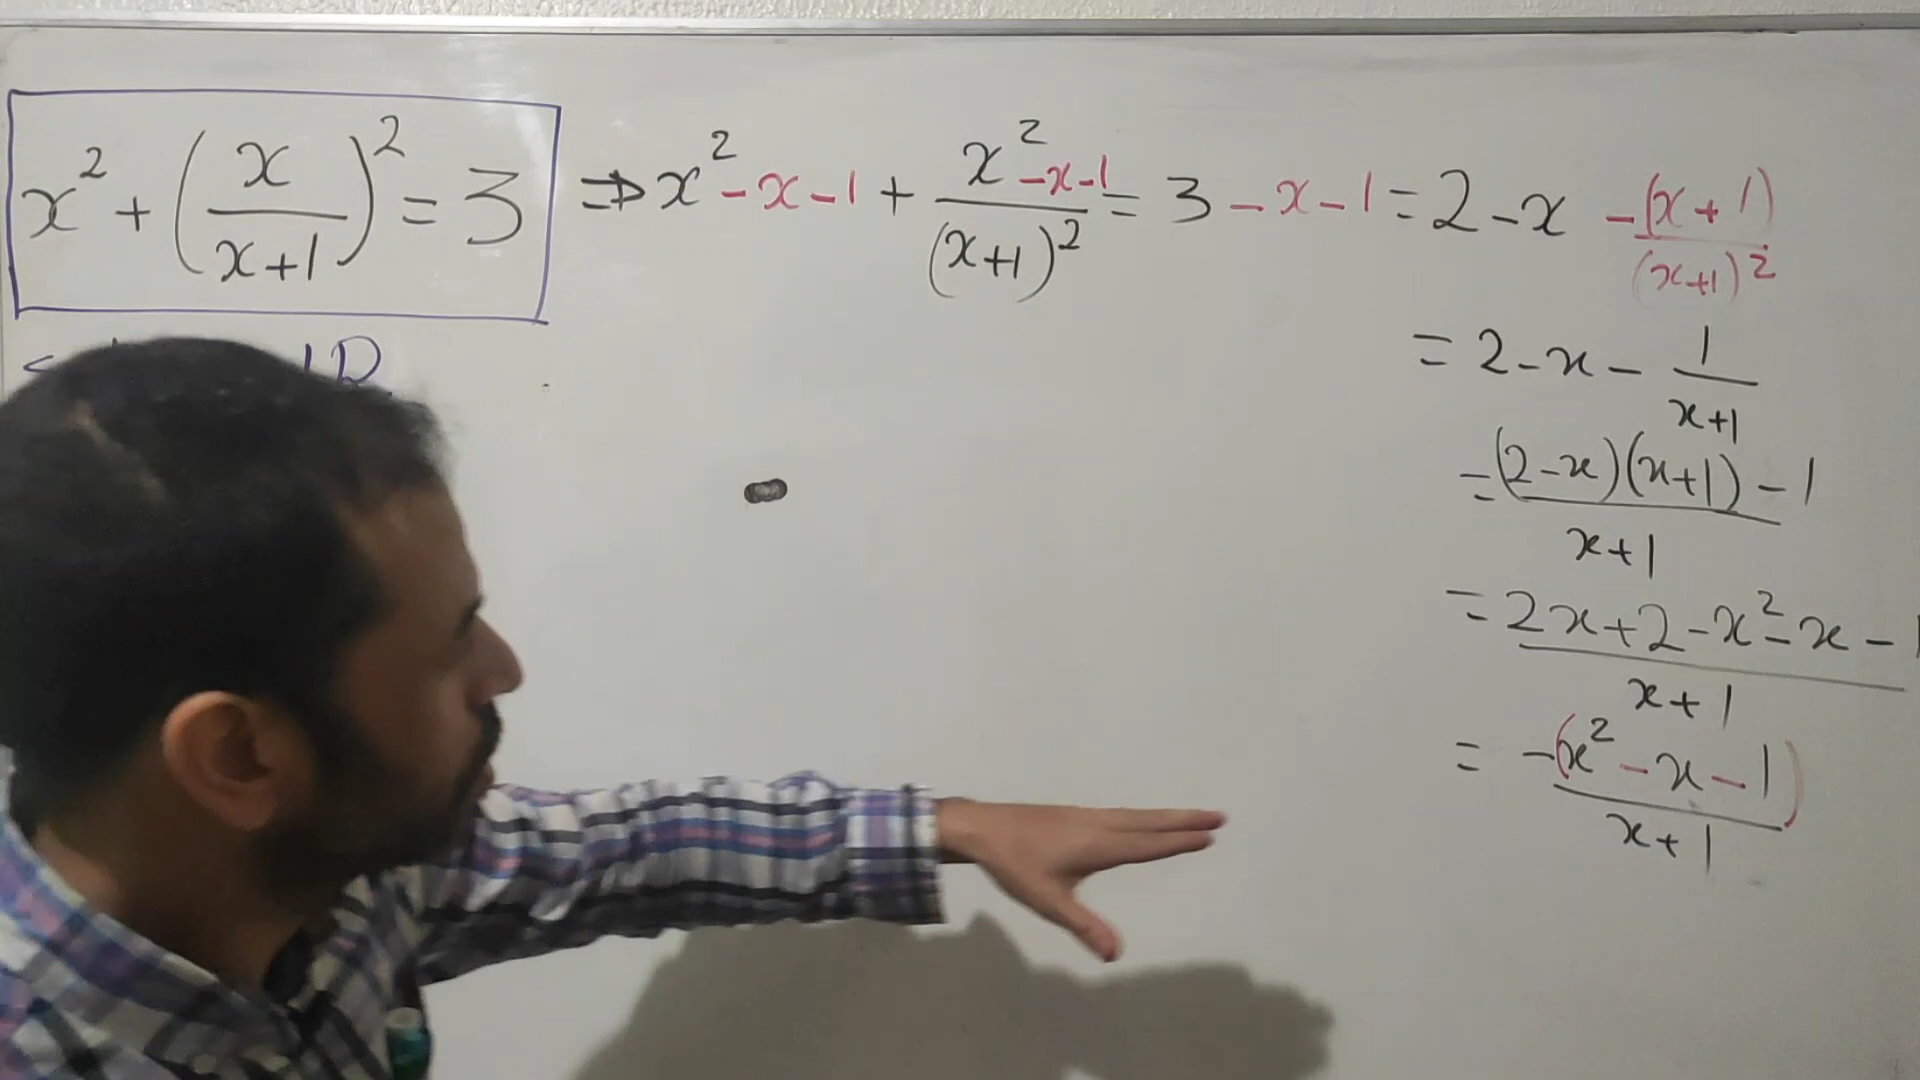 x² + (x/(x+1))² = 3 ⇒ x² - x - 1 + (x² - x - 1)/(x+1)² = 3 - x - 1 = 2 - x - (x+1)/(x+1)²
= 2 - x - 1/(x+1)
= ((2-x)(x+1) - 1)/(x+1)
= (2x + 2 - x² - x - 1)/(x+1)
= -(x² - x - 1)/(x+1)